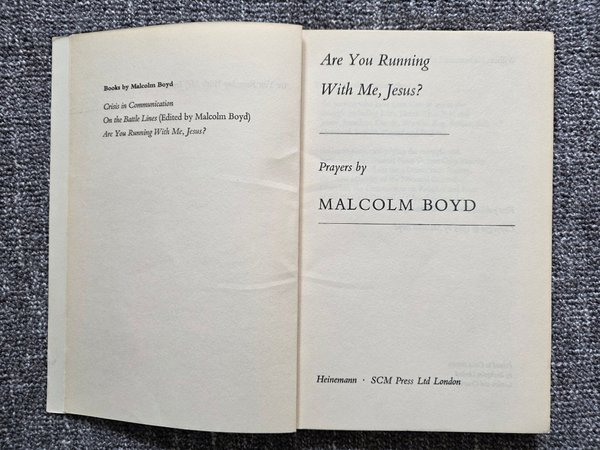 Books by Malcolm Boyd
Crisis in Communication
On the Battle Lines (Edited by Malcolm Boyd)
Are You Running With Me, Jesus?
Are You Running
With Me, Jesus?
Prayers by
MALCOLM BOYD
Heinemann · SCM Press Ltd London